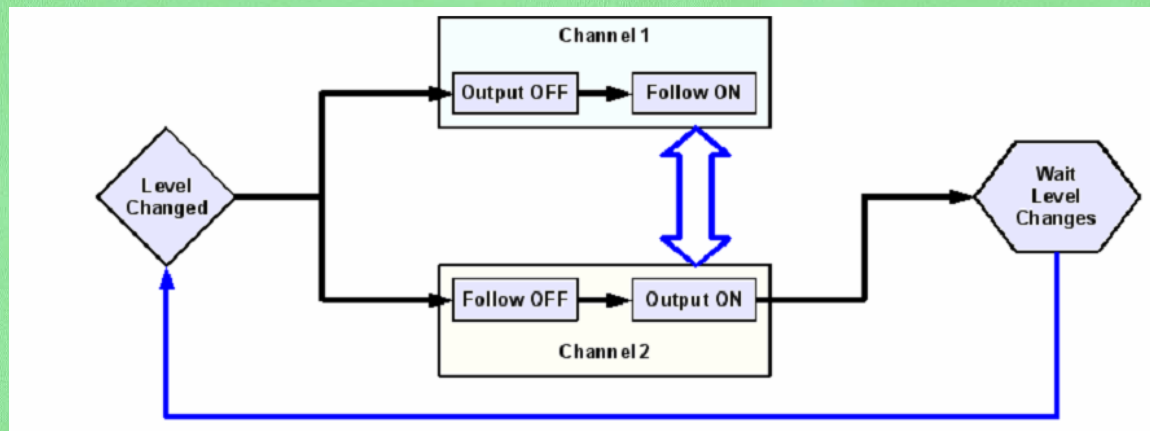 Channel 1
Output OFF
Follow ON
Level
Changed
Wait
Level
Changes
Follow OFF
Output ON
Channel 2